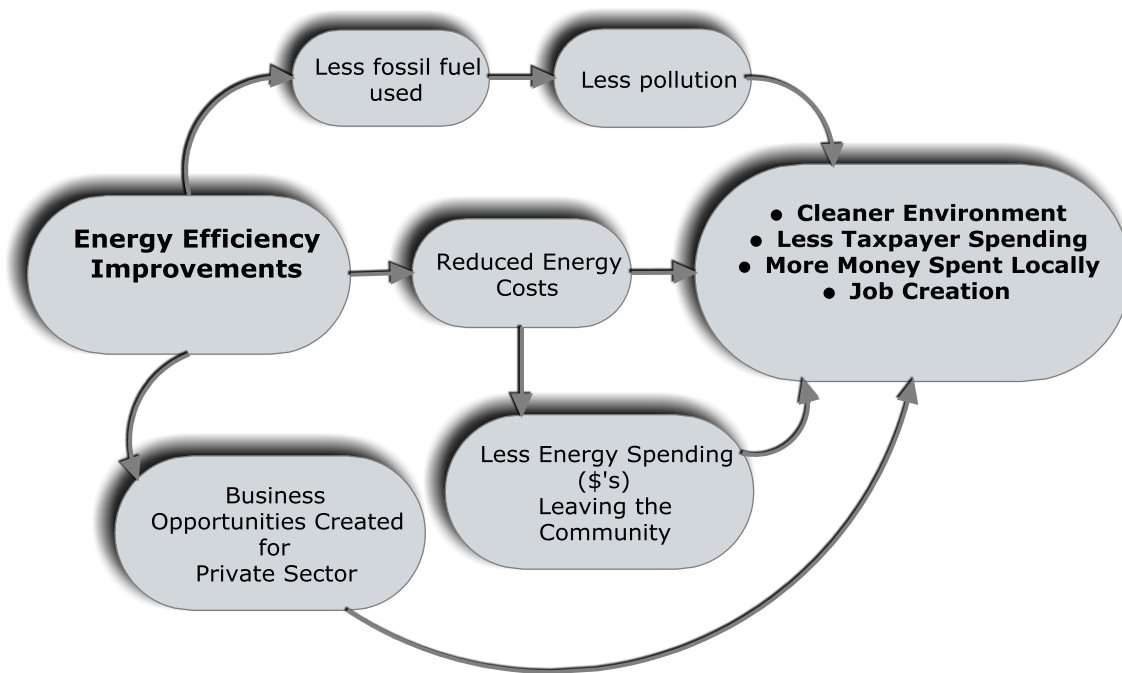 Less fossil fuel
used
Less pollution
Energy Efficiency
Improvements
Reduced Energy
Costs
● Cleaner Environment
● Less Taxpayer Spending
● More Money Spent Locally
● Job Creation
Business
Opportunities Created
for
Private Sector
Less Energy Spending
($'s)
Leaving the
Community